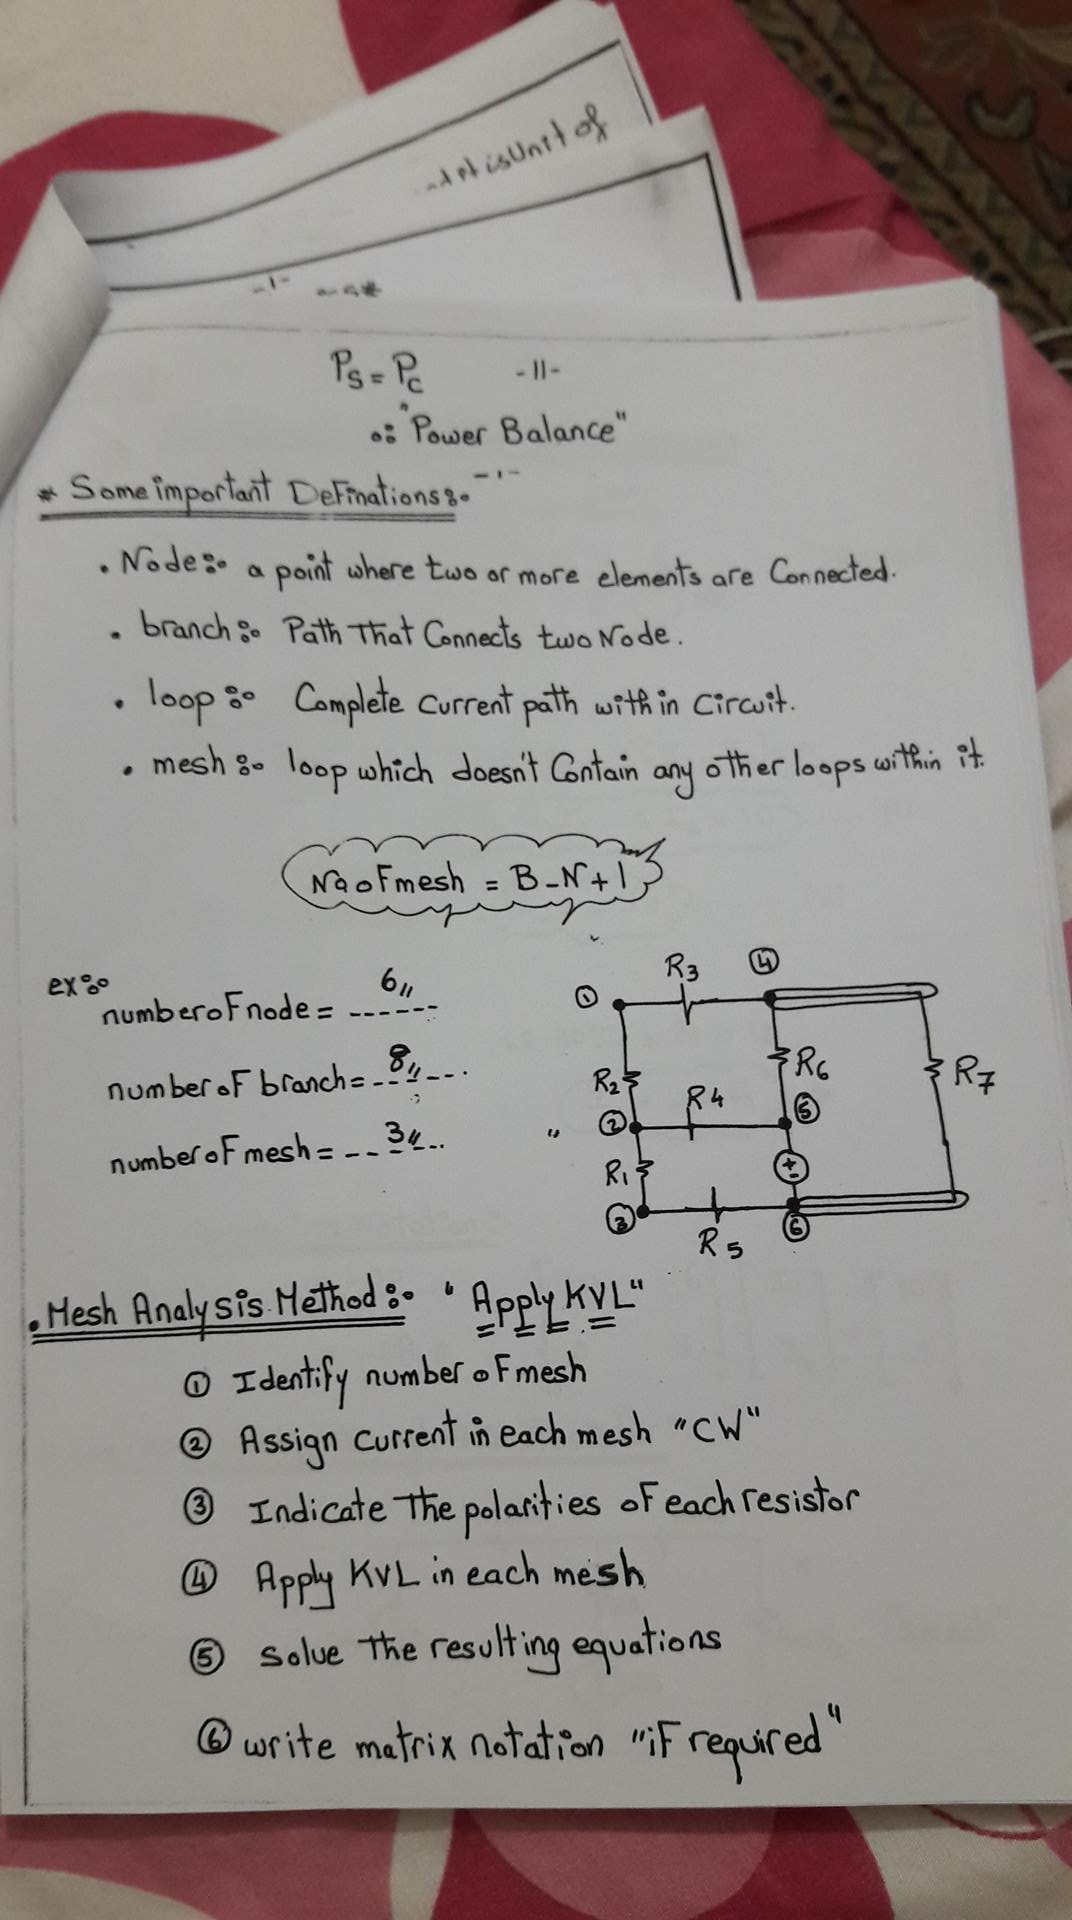 -1- is Unit of
-1-
Ps = Pc -11-
∴ "Power Balance"
* Some important Definations:- -1-
• Node:- a point where two or more elements are Connected.
• branch:- Path That Connects two Node.
• loop:- Complete Current path with in Circuit.
• mesh:- loop which doesn't Contain any other loops within it.
No of mesh = B-N+1
ex:-
number of node = 6
number of branch = 8
number of mesh = 3
① R3 ④
R2 R4 R6 R7
② ⑤
R1 ±
③ R5 ⑥
• Mesh Analysis Method:- "Apply KVL"
① Identify number of mesh
② Assign Current in each mesh "CW"
③ Indicate The polarities of each resistor
④ Apply KVL in each mesh
⑤ Solve The resulting equations
⑥ write matrix notation "if required"